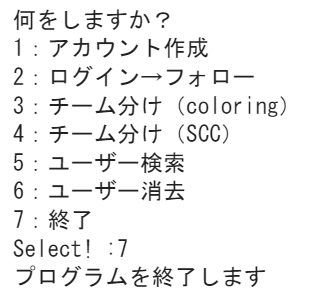 何をしますか？
1：アカウント作成
2：ログイン→フォロー
3：チーム分け（coloring）
4：チーム分け（SCC）
5：ユーザー検索
6：ユーザー消去
7：終了
Select! :7
プログラムを終了します